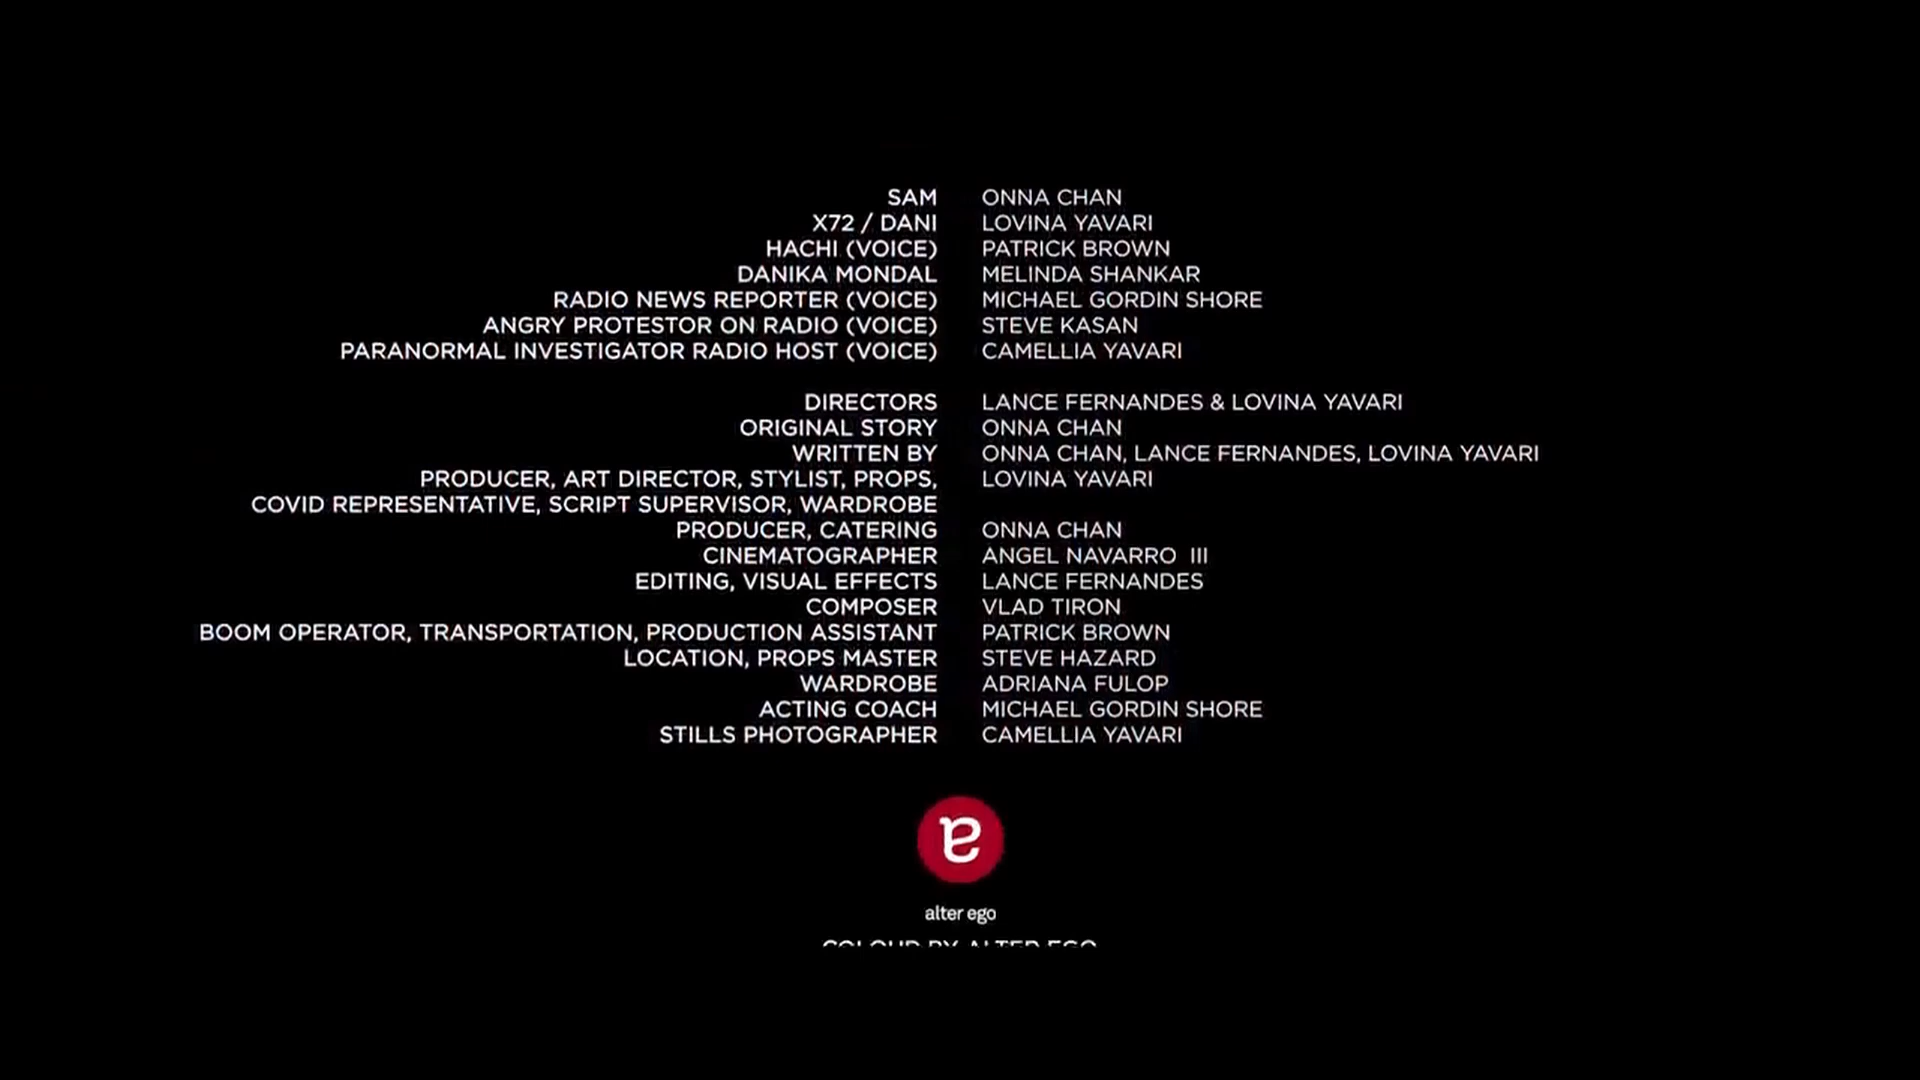 SAM ONNA CHAN
X72 / DANI LOVINA YAVARI
HACHI (VOICE) PATRICK BROWN
DANIKA MONDAL MELINDA SHANKAR
RADIO NEWS REPORTER (VOICE) MICHAEL GORDIN SHORE
ANGRY PROTESTOR ON RADIO (VOICE) STEVE KASAN
PARANORMAL INVESTIGATOR RADIO HOST (VOICE) CAMELLIA YAVARI
DIRECTORS LANCE FERNANDES & LOVINA YAVARI
ORIGINAL STORY ONNA CHAN
WRITTEN BY ONNA CHAN, LANCE FERNANDES, LOVINA YAVARI
PRODUCER, ART DIRECTOR, STYLIST, PROPS, LOVINA YAVARI
COVID REPRESENTATIVE, SCRIPT SUPERVISOR, WARDROBE
PRODUCER, CATERING ONNA CHAN
CINEMATOGRAPHER ANGEL NAVARRO III
EDITING, VISUAL EFFECTS LANCE FERNANDES
COMPOSER VLAD TIRON
BOOM OPERATOR, TRANSPORTATION, PRODUCTION ASSISTANT PATRICK BROWN
LOCATION, PROPS MASTER STEVE HAZARD
WARDROBE ADRIANA FULOP
ACTING COACH MICHAEL GORDIN SHORE
STILLS PHOTOGRAPHER CAMELLIA YAVARI
alter ego
COLOUR BY ALTER EGO